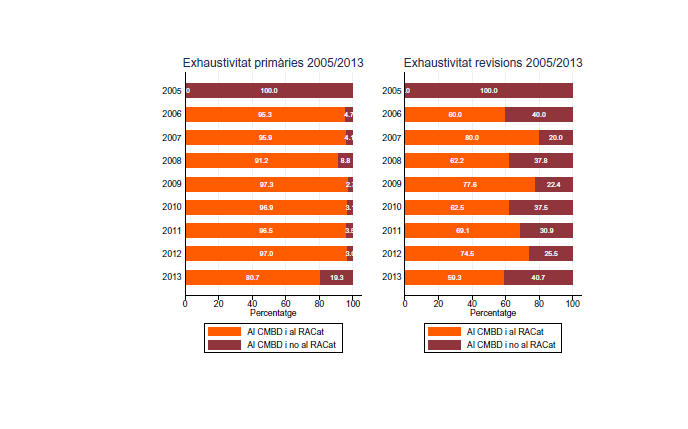 Exhaustivitat primàries 2005/2013
2005 0 100.0
2006 95.3 4.7
2007 95.9 4.1
2008 91.2 8.8
2009 97.3 2.7
2010 96.9 3.1
2011 96.5 3.5
2012 97.0 3.0
2013 80.7 19.3
0 20 40 60 80 100
Percentatge
Al CMBD i al RACat
Al CMBD i no al RACat
Exhaustivitat revisions 2005/2013
2005 .0 100.0
2006 60.0 40.0
2007 80.0 20.0
2008 62.2 37.8
2009 77.6 22.4
2010 62.5 37.5
2011 69.1 30.9
2012 74.5 25.5
2013 59.3 40.7
0 20 40 60 80 100
Percentatge
Al CMBD i al RACat
Al CMBD i no al RACat